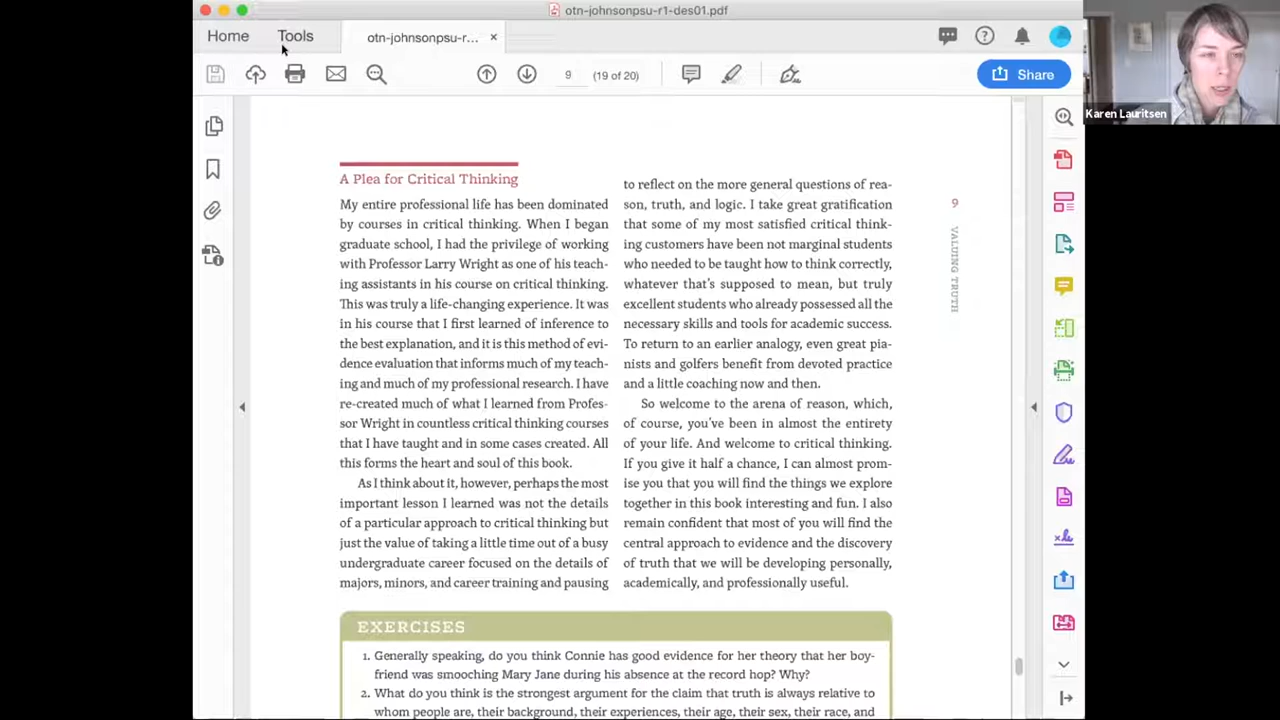 otn-johnsonpsu-r1-des01.pdf
Home
Tools
otn-johnsonpsu-r...
9
(19 of 20)
Share
Karen Lauritsen
A Plea for Critical Thinking
My entire professional life has been dominated
by courses in critical thinking. When I began
graduate school, I had the privilege of working
with Professor Larry Wright as one of his teach-
ing assistants in his course on critical thinking.
This was truly a life-changing experience. It was
in his course that I first learned of inference to
the best explanation, and it is this method of evi-
dence evaluation that informs much of my teach-
ing and much of my professional research. I have
re-created much of what I learned from Profes-
sor Wright in countless critical thinking courses
that I have taught and in some cases created. All
this forms the heart and soul of this book.
As I think about it, however, perhaps the most
important lesson I learned was not the details
of a particular approach to critical thinking but
just the value of taking a little time out of a busy
undergraduate career focused on the details of
majors, minors, and career training and pausing
to reflect on the more general questions of rea-
son, truth, and logic. I take great gratification
that some of my most satisfied critical think-
ing customers have been not marginal students
who needed to be taught how to think correctly,
whatever that's supposed to mean, but truly
excellent students who already possessed all the
necessary skills and tools for academic success.
To return to an earlier analogy, even great pia-
nists and golfers benefit from devoted practice
and a little coaching now and then.
So welcome to the arena of reason, which,
of course, you've been in almost the entirety
of your life. And welcome to critical thinking.
If you give it half a chance, I can almost prom-
ise you that you will find the things we explore
together in this book interesting and fun. I also
remain confident that most of you will find the
central approach to evidence and the discovery
of truth that we will be developing personally,
academically, and professionally useful.
9
VALUING TRUTH
EXERCISES
1. Generally speaking, do you think Connie has good evidence for her theory that her boy-
friend was smooching Mary Jane during his absence at the record hop? Why?
2. What do you think is the strongest argument for the claim that truth is always relative to
whom people are, their background, their experiences, their age, their sex, their race, and